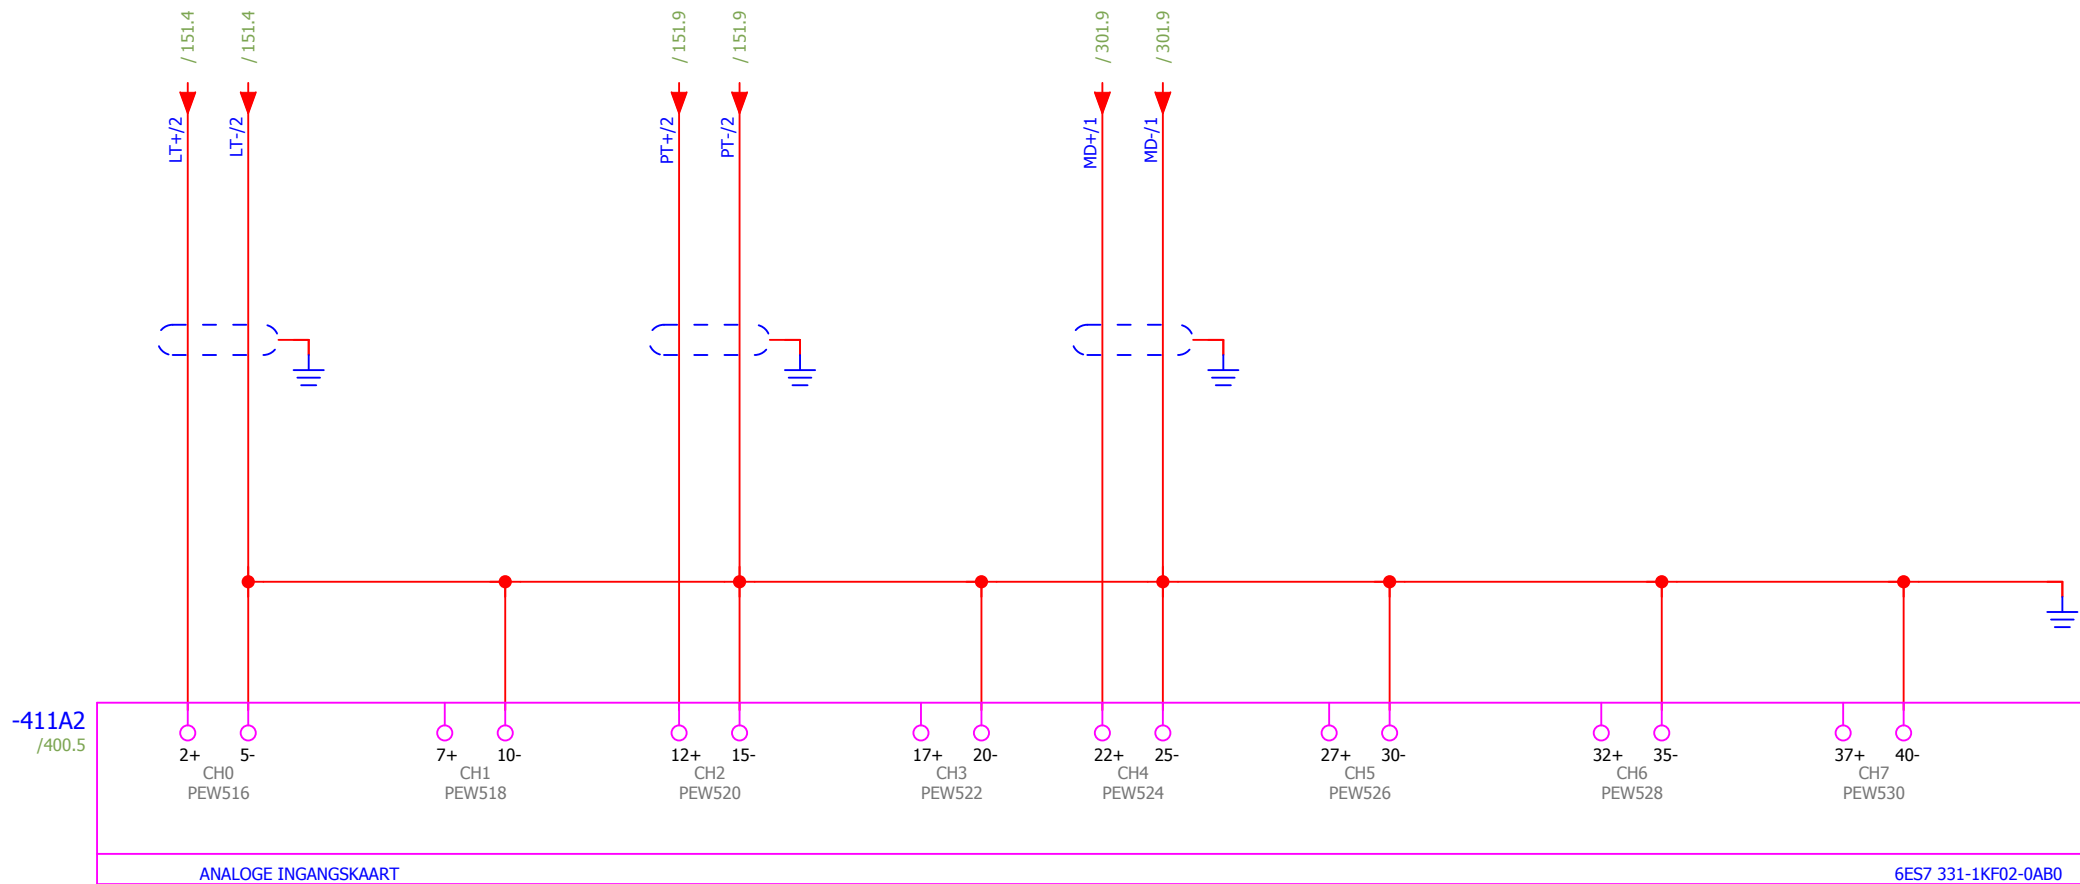 / 151.4
/ 151.4
/ 151.9
/ 151.9
/ 301.9
/ 301.9
LT+/2
LT-/2
PT+/2
PT-/2
MD+/1
MD-/1
-411A2
/400.5
2+ 5- 7+ 10- 12+ 15- 17+ 20- 22+ 25- 27+ 30- 32+ 35- 37+ 40-
CH0 CH1 CH2 CH3 CH4 CH5 CH6 CH7
PEW516 PEW518 PEW520 PEW522 PEW524 PEW526 PEW528 PEW530
ANALOGE INGANGSKAART 6ES7 331-1KF02-0AB0